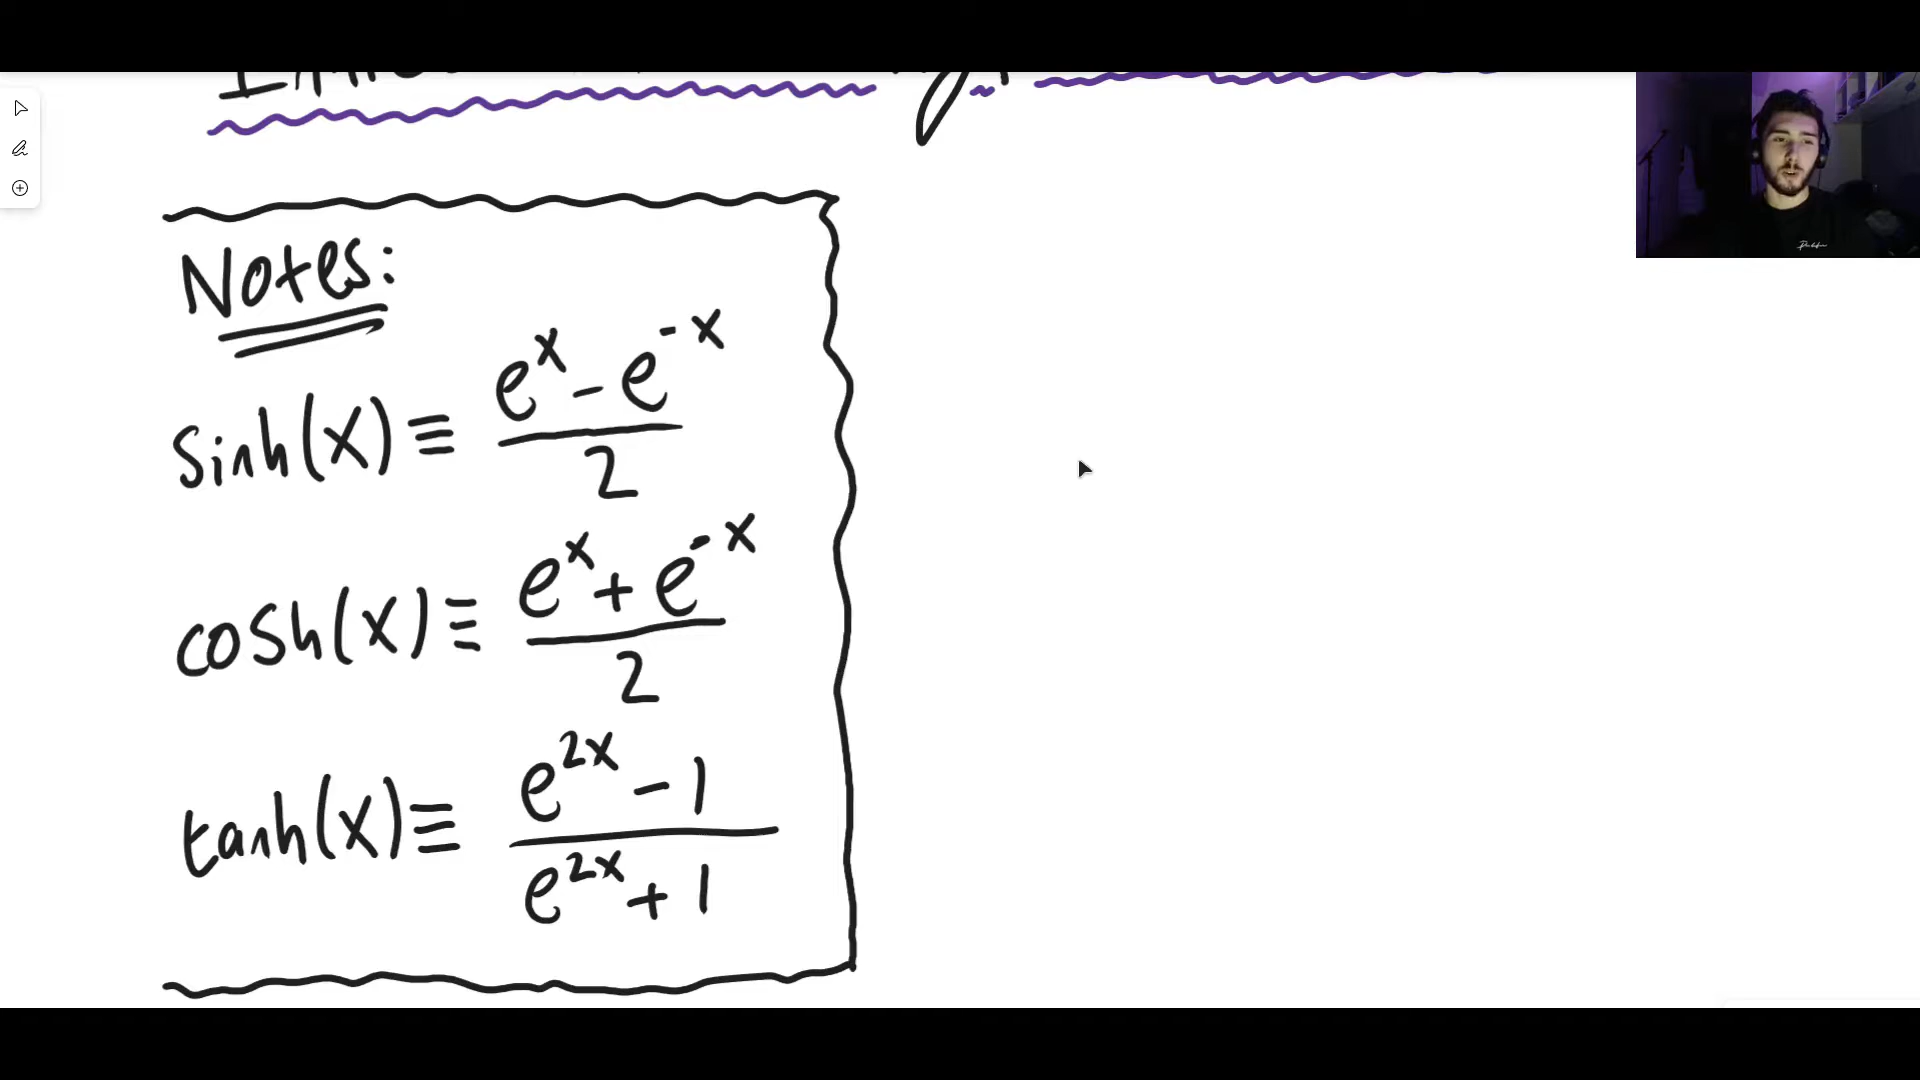 Notes:
sinh(x) ≡ (e^x - e^-x)/2
cosh(x) ≡ (e^x + e^-x)/2
tanh(x) ≡ (e^2x - 1)/(e^2x + 1)